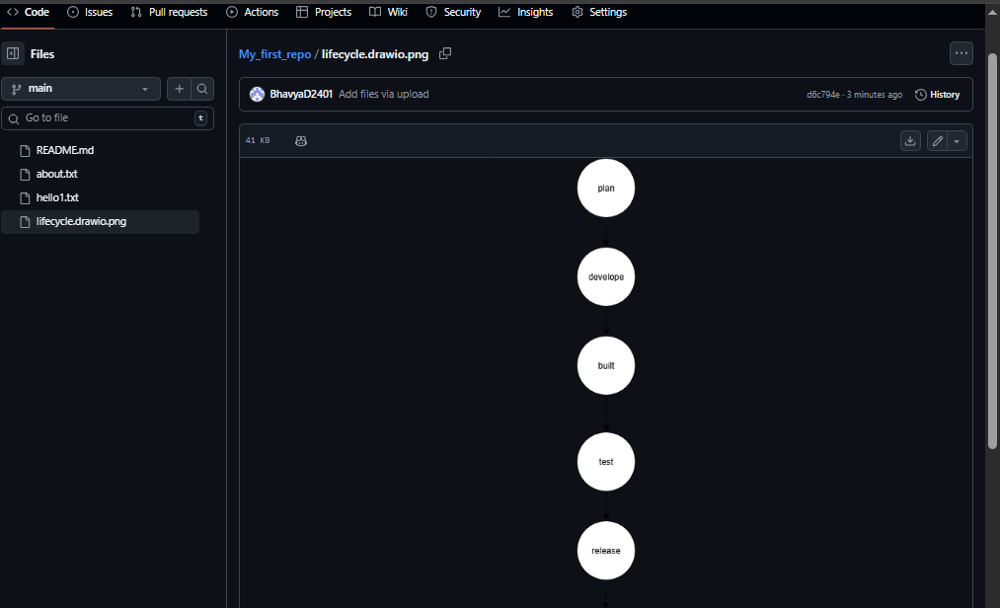 Code Issues Pull requests Actions Projects Wiki Security Insights Settings
Files
main
Go to file t
README.md
about.txt
hello1.txt
lifecycle.drawio.png
My_first_repo / lifecycle.drawio.png
BhavyaD2401 Add files via upload d6c794e · 3 minutes ago History
41 KB
plan
develope
built
test
release